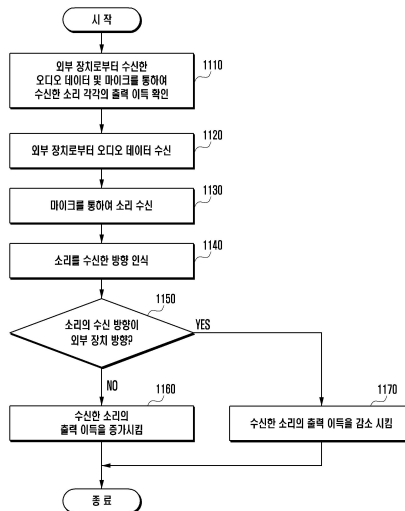 시 작
외부 장치로부터 수신한
오디오 데이터 및 마이크를 통하여
수신한 소리 각각의 출력 이득 확인
1110
외부 장치로부터 오디오 데이터 수신
1120
마이크를 통하여 소리 수신
1130
소리를 수신한 방향 인식
1140
소리의 수신 방향이
외부 장치 방향?
1150
YES
NO
수신한 소리의
출력 이득을 증가시킴
1160
수신한 소리의 출력 이득을 감소 시킴
1170
종 료